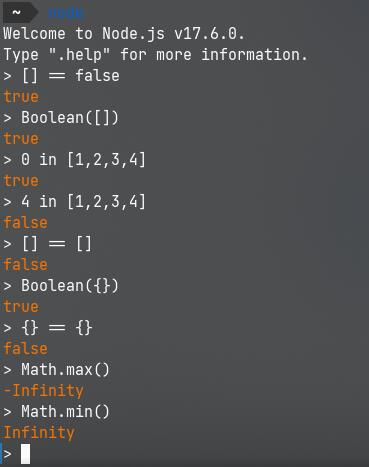 ~ node
Welcome to Node.js v17.6.0.
Type ".help" for more information.
> [] == false
true
> Boolean([])
true
> 0 in [1,2,3,4]
true
> 4 in [1,2,3,4]
false
> [] == []
false
> Boolean({})
true
> {} == {}
false
> Math.max()
-Infinity
> Math.min()
Infinity
>